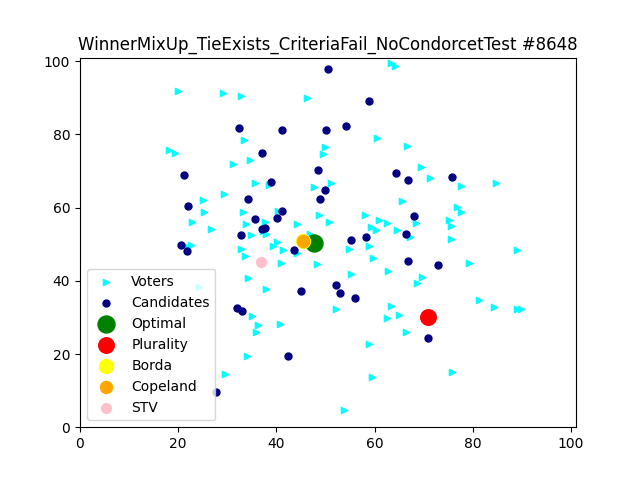 WinnerMixUp_TieExists_CriteriaFail_NoCondorcetTest #8648
100
80
60
40
20
0
Voters
Candidates
Optimal
Plurality
Borda
Copeland
STV
0 20 40 60 80 100